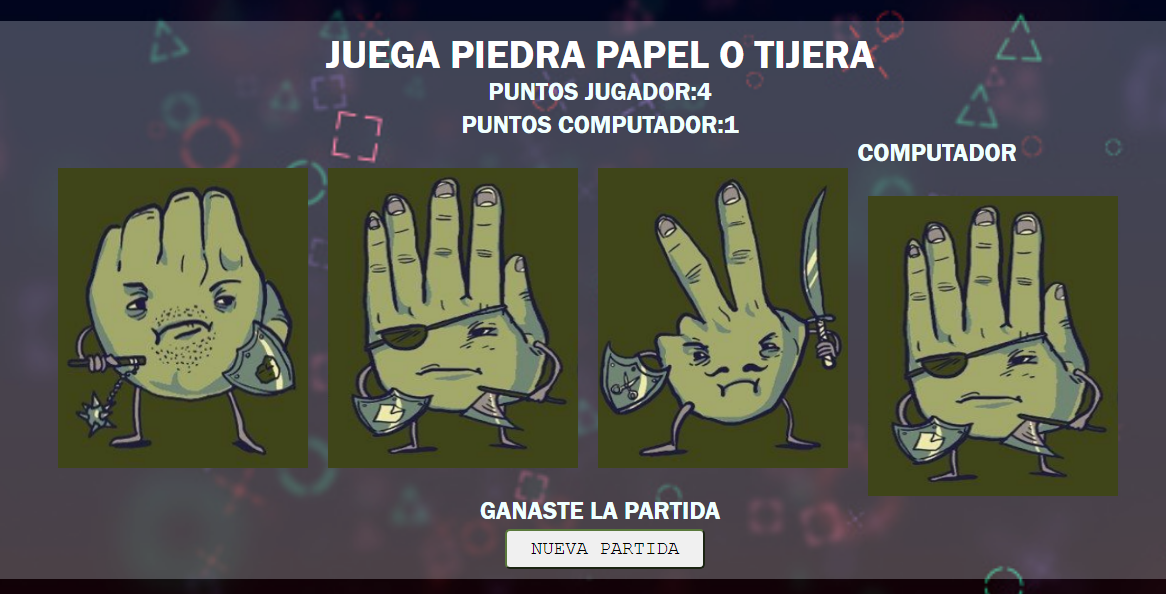 JUEGA PIEDRA PAPEL O TIJERA
PUNTOS JUGADOR:4
PUNTOS COMPUTADOR:1
COMPUTADOR
GANASTE LA PARTIDA
NUEVA PARTIDA